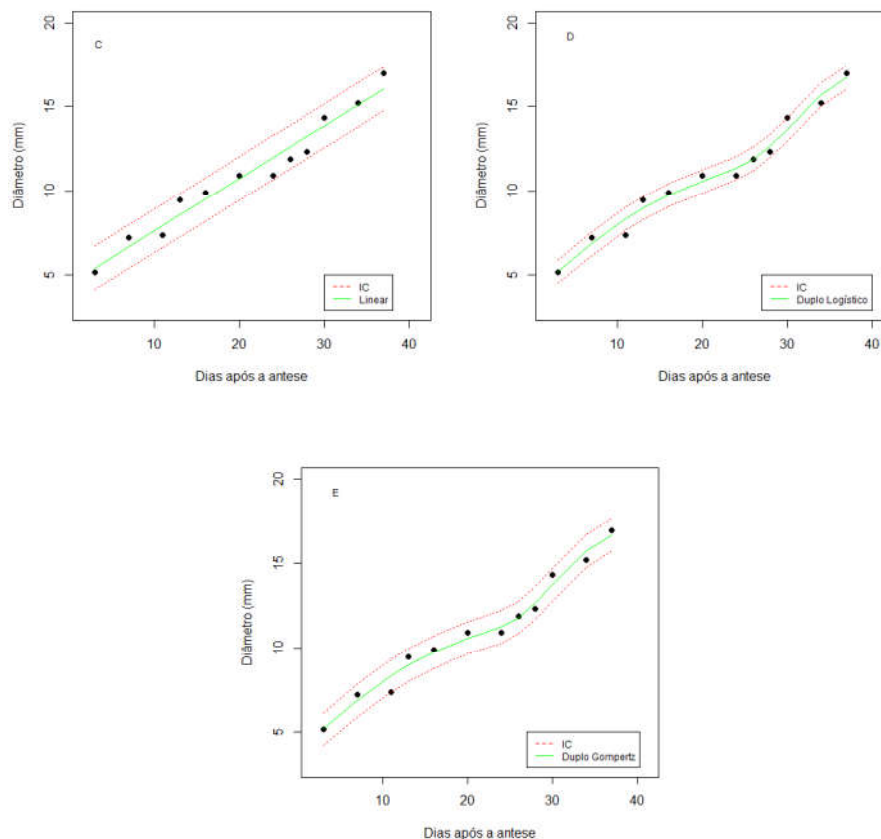 C
20
15
10
5
Diâmetro (mm)
IC
Linear
10 20 30 40
Dias após a antese
D
20
15
10
5
Diâmetro (mm)
IC
Duplo Logístico
10 20 30 40
Dias após a antese
E
20
15
10
5
Diâmetro (mm)
IC
Duplo Gompertz
10 20 30 40
Dias após a antese